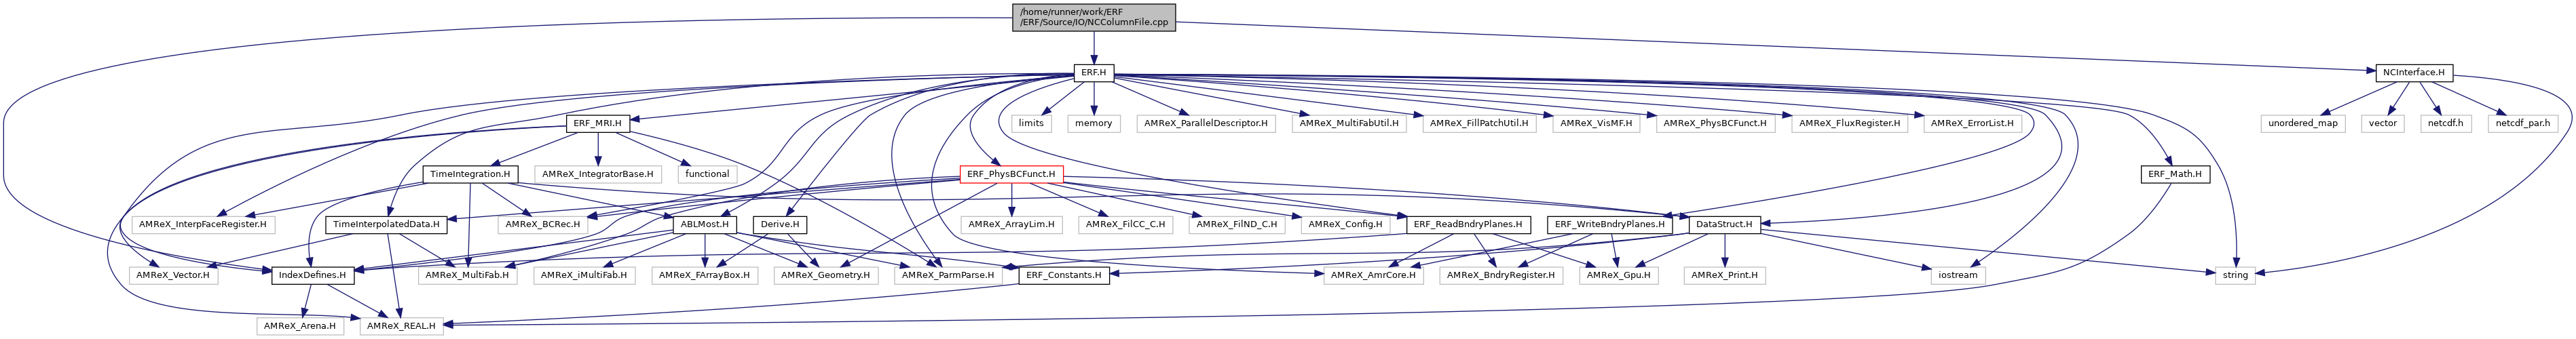 /home/runner/work/ERF
/ERF/Source/IO/NCColumnFile.cpp
ERF.H
NCInterface.H
ERF_MRI.H
limits
memory
AMReX_ParallelDescriptor.H
AMReX_MultiFabUtil.H
AMReX_FillPatchUtil.H
AMReX_VisMF.H
AMReX_PhysBCFunct.H
AMReX_FluxRegister.H
AMReX_ErrorList.H
unordered_map
vector
netcdf.h
netcdf_par.h
TimeIntegration.H
AMReX_IntegratorBase.H
functional
ERF_PhysBCFunct.H
ERF_Math.H
AMReX_InterpFaceRegister.H
TimeInterpolatedData.H
AMReX_BCRec.H
ABLMost.H
Derive.H
AMReX_ArrayLim.H
AMReX_FilCC_C.H
AMReX_FilND_C.H
AMReX_Config.H
ERF_ReadBndryPlanes.H
ERF_WriteBndryPlanes.H
DataStruct.H
AMReX_Vector.H
IndexDefines.H
AMReX_MultiFab.H
AMReX_iMultiFab.H
AMReX_FArrayBox.H
AMReX_Geometry.H
AMReX_ParmParse.H
ERF_Constants.H
AMReX_AmrCore.H
AMReX_BndryRegister.H
AMReX_Gpu.H
AMReX_Print.H
iostream
string
AMReX_Arena.H
AMReX_REAL.H